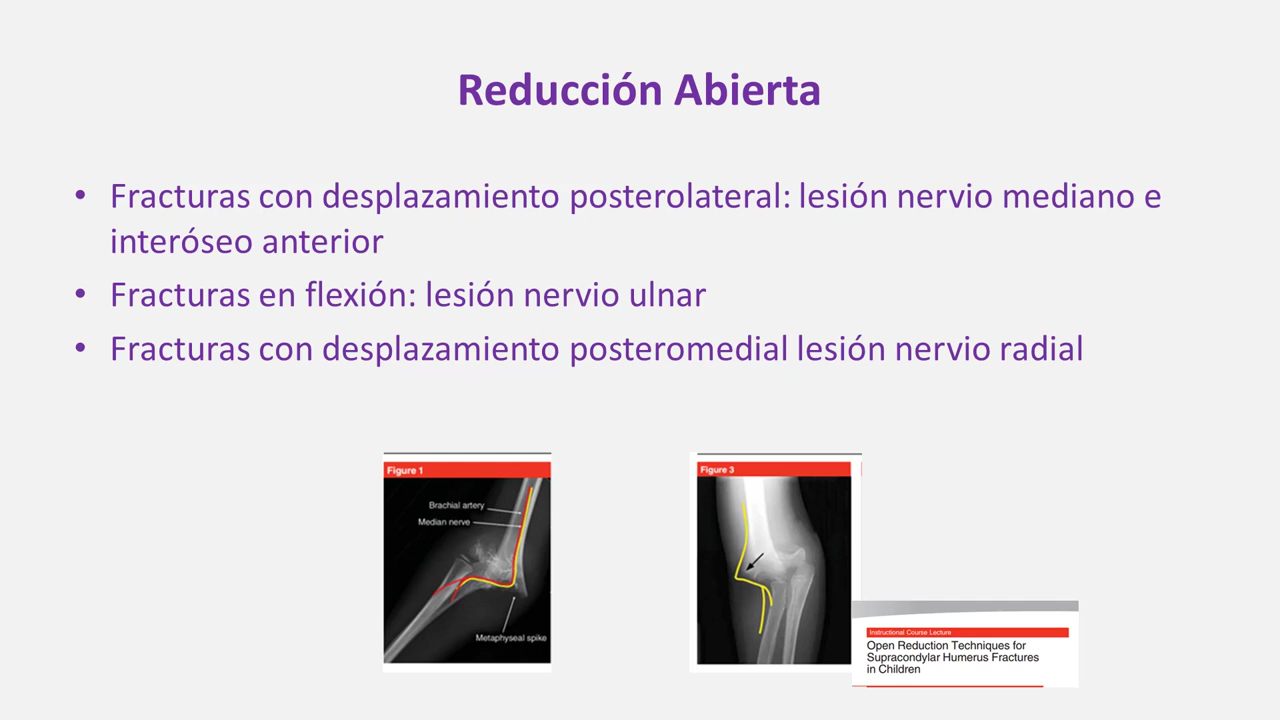 Reducción Abierta
• Fracturas con desplazamiento posterolateral: lesión nervio mediano e
interóseo anterior
• Fracturas en flexión: lesión nervio ulnar
• Fracturas con desplazamiento posteromedial lesión nervio radial
Figure 1
Brachial artery
Median nerve
Metaphyseal spike
Figure 3
Instructional Course Lecture
Open Reduction Techniques for
Supracondylar Humerus Fractures
in Children